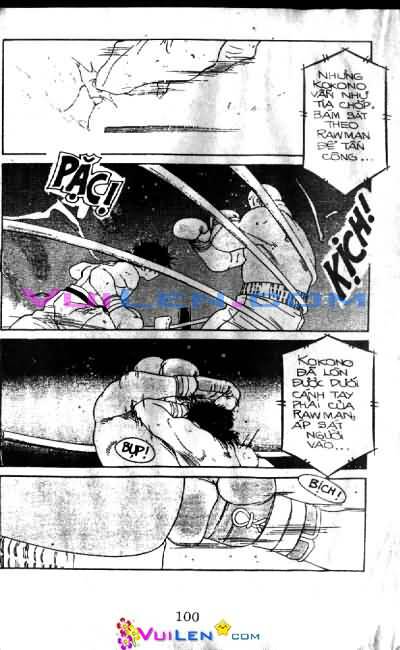 NHƯNG
KOKONO
VẪN NHƯ
TIA CHỚP
BÁM SÁT
THEO
RAWMAN
ĐỂ TẤN
CÔNG...
PẶC!
KỊCH!
VUILEN.COM
KOKONO
ĐÃ LÒN
ĐƯỢC DƯỚI
CÁNH TAY
PHẢI CỦA
RAWMAN,
ÁP SÁT
NGƯỜI
VÀO...
BỤP!
BỊCH!
100
VUILEN.COM